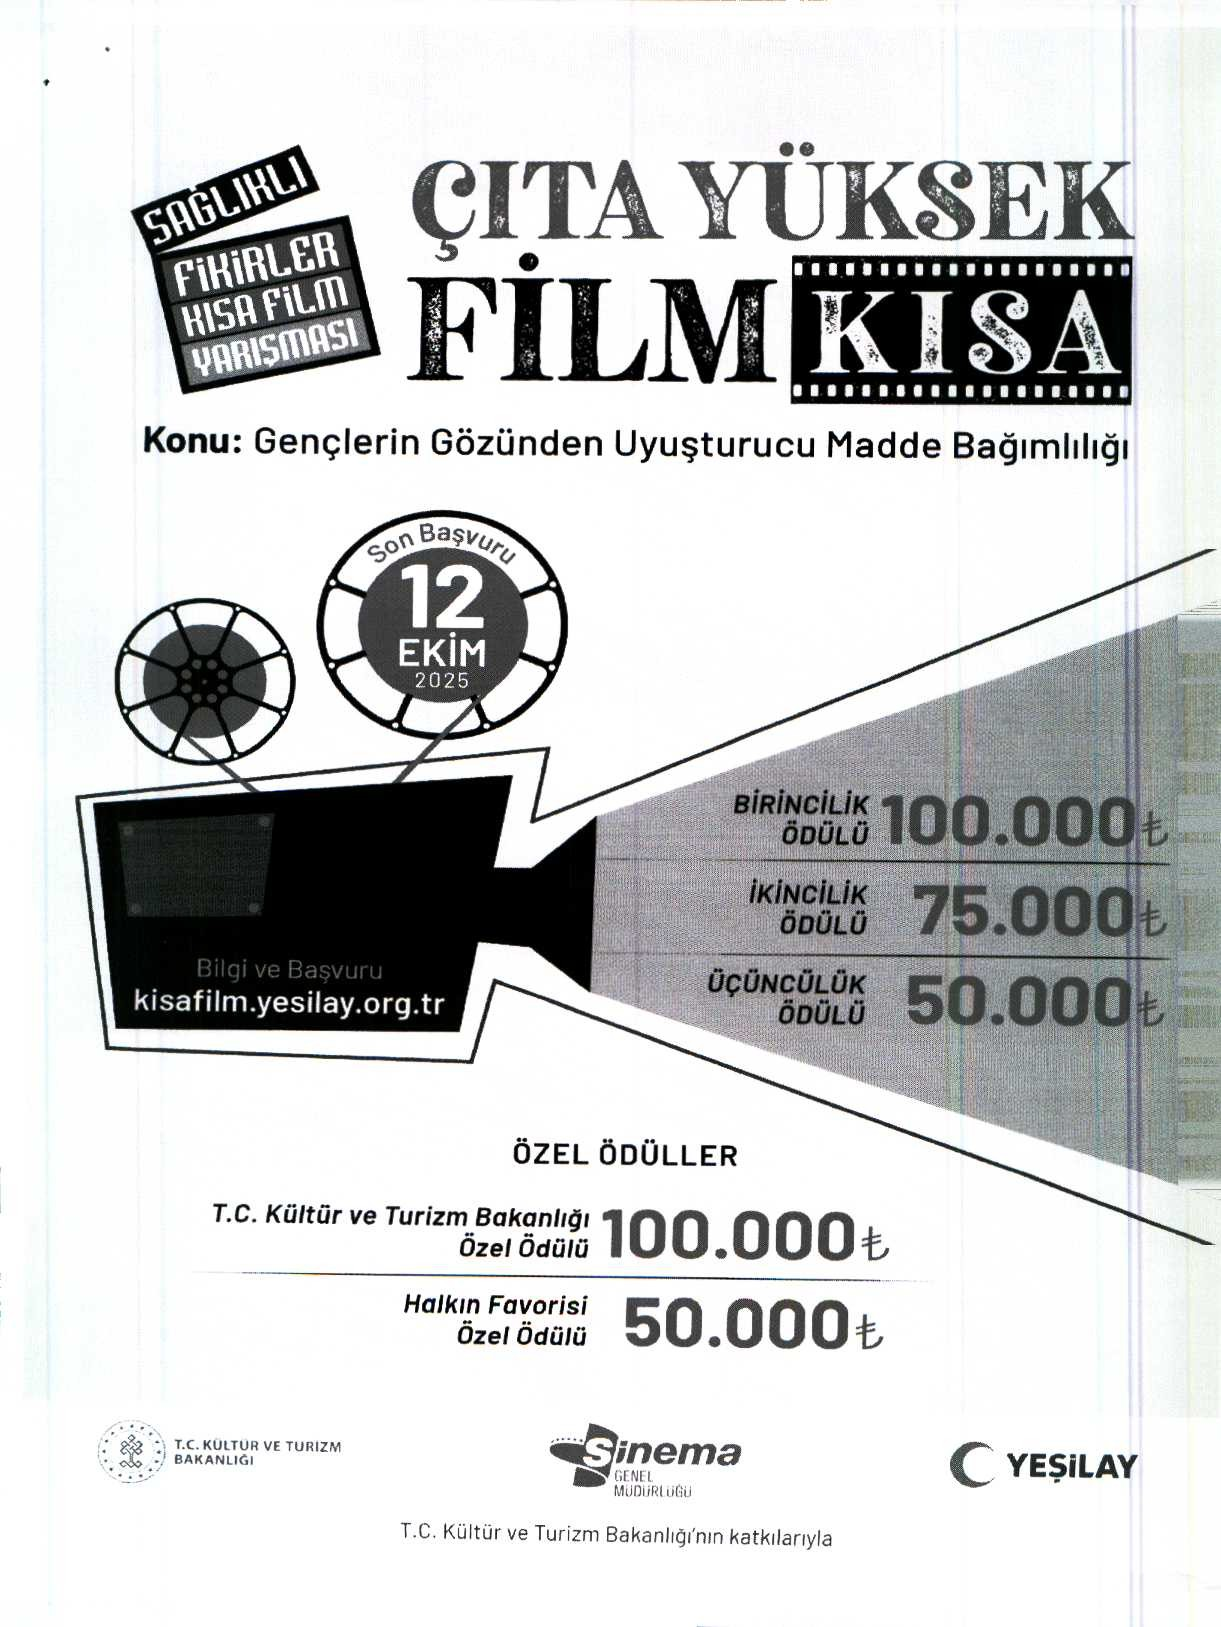 SAĞLIKLI
FİKİRLER
KISA FİLM
YARIŞMASI
ÇITA YÜKSEK
FİLM KISA
Konu: Gençlerin Gözünden Uyuşturucu Madde Bağımlılığı
Son Başvuru
12
EKİM
2025
BİRİNCİLİK
ÖDÜLÜ 100.000₺
İKİNCİLİK
ÖDÜLÜ 75.000₺
ÜÇÜNCÜLÜK
ÖDÜLÜ 50.000₺
Bilgi ve Başvuru
kisafilm.yesilay.org.tr
ÖZEL ÖDÜLLER
T.C. Kültür ve Turizm Bakanlığı
Özel Ödülü 100.000₺
Halkın Favorisi
Özel Ödülü 50.000₺
T.C. KÜLTÜR VE TURİZM
BAKANLIĞI
Sinema
GENEL
MÜDÜRLÜĞÜ
YEŞİLAY
T.C. Kültür ve Turizm Bakanlığı'nın katkılarıyla